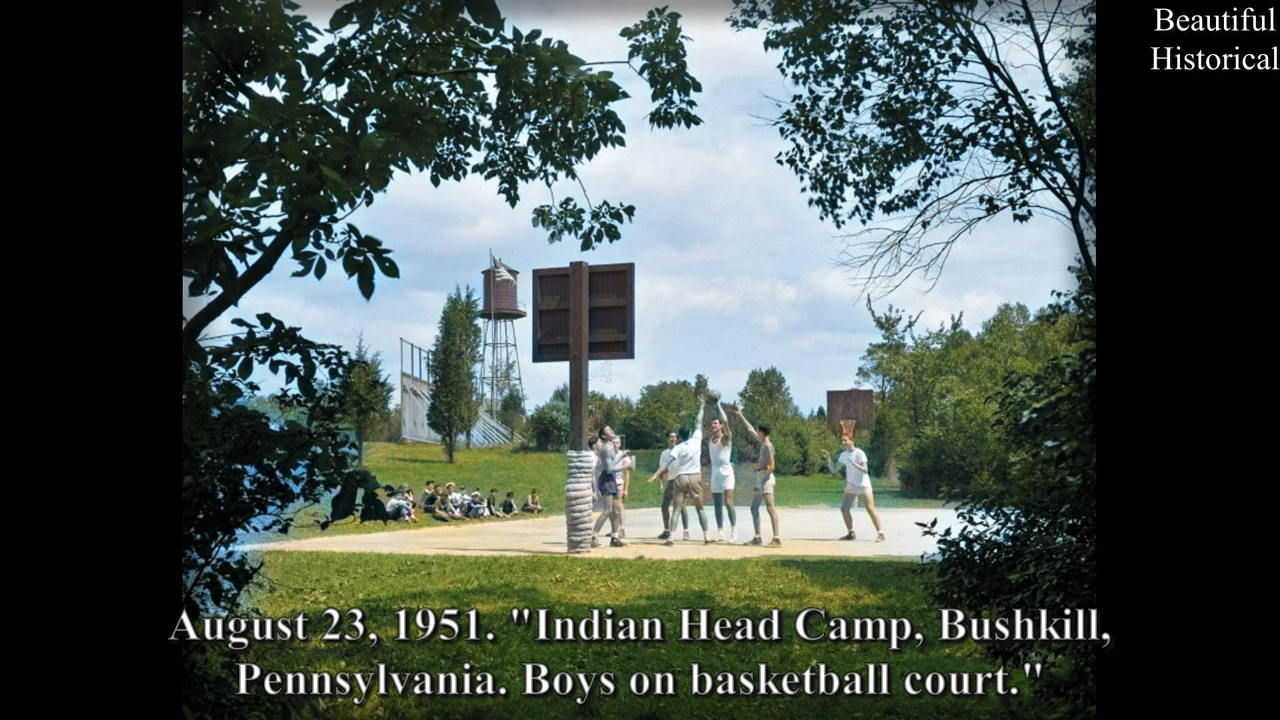 Beautiful
Historical
August 23, 1951. "Indian Head Camp, Bushkill,
Pennsylvania. Boys on basketball court."